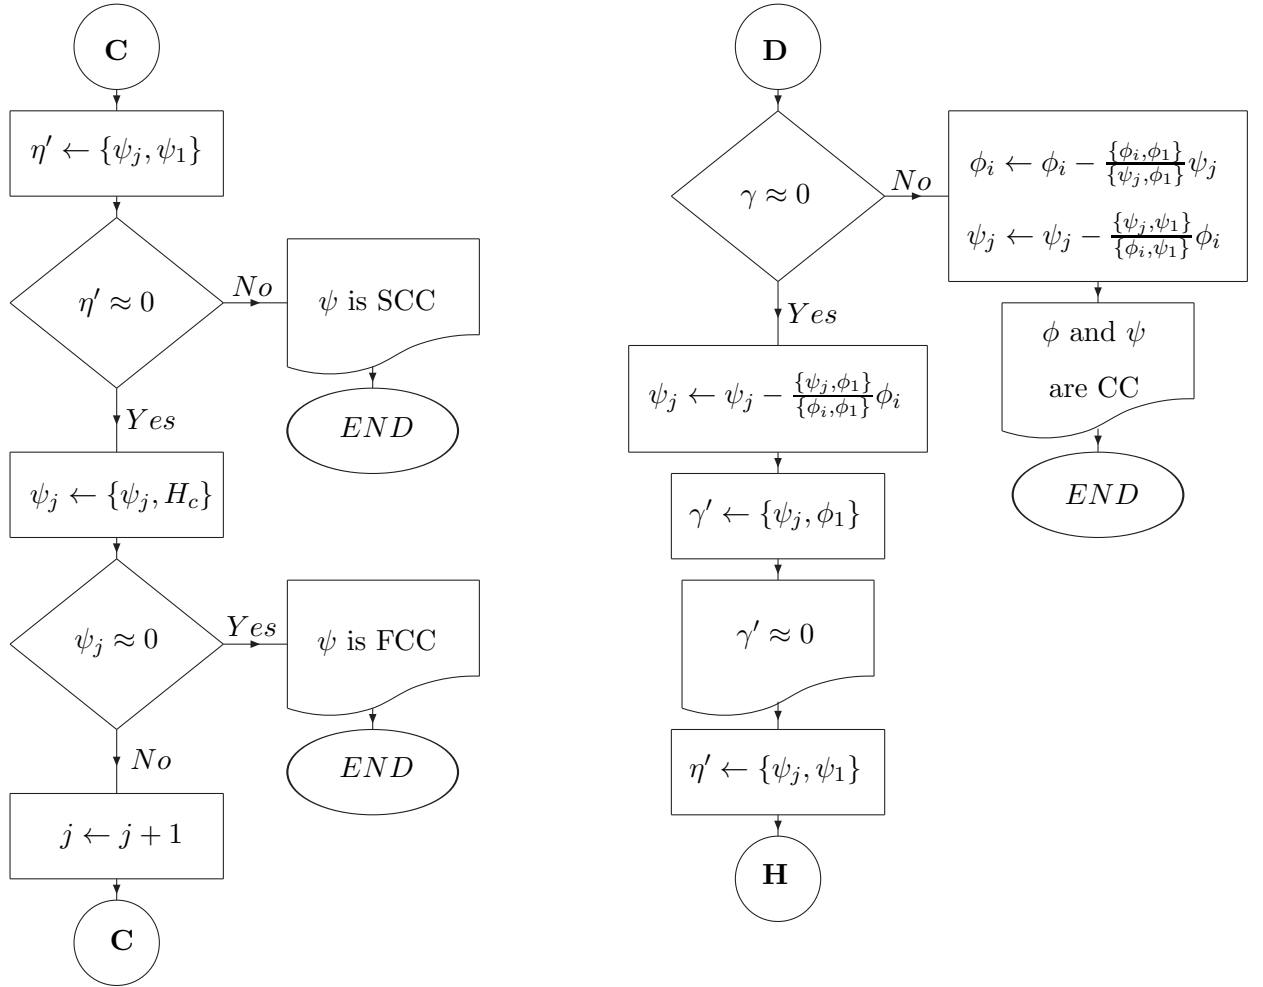 C
η′ ← {ψ_j, ψ_1}
η′ ≈ 0
No
ψ is SCC
END
Yes
ψ_j ← {ψ_j, H_c}
ψ_j ≈ 0
Yes
ψ is FCC
END
No
j ← j + 1
C
D
γ ≈ 0
No
ϕ_i ← ϕ_i − {ϕ_i,ϕ_1}/{ψ_j,ϕ_1} ψ_j
ψ_j ← ψ_j − {ψ_j,ψ_1}/{ϕ_i,ψ_1} ϕ_i
ϕ and ψ
are CC
END
Yes
ψ_j ← ψ_j − {ψ_j,ϕ_1}/{ϕ_i,ϕ_1} ϕ_i
γ′ ← {ψ_j, ϕ_1}
γ′ ≈ 0
η′ ← {ψ_j, ψ_1}
H